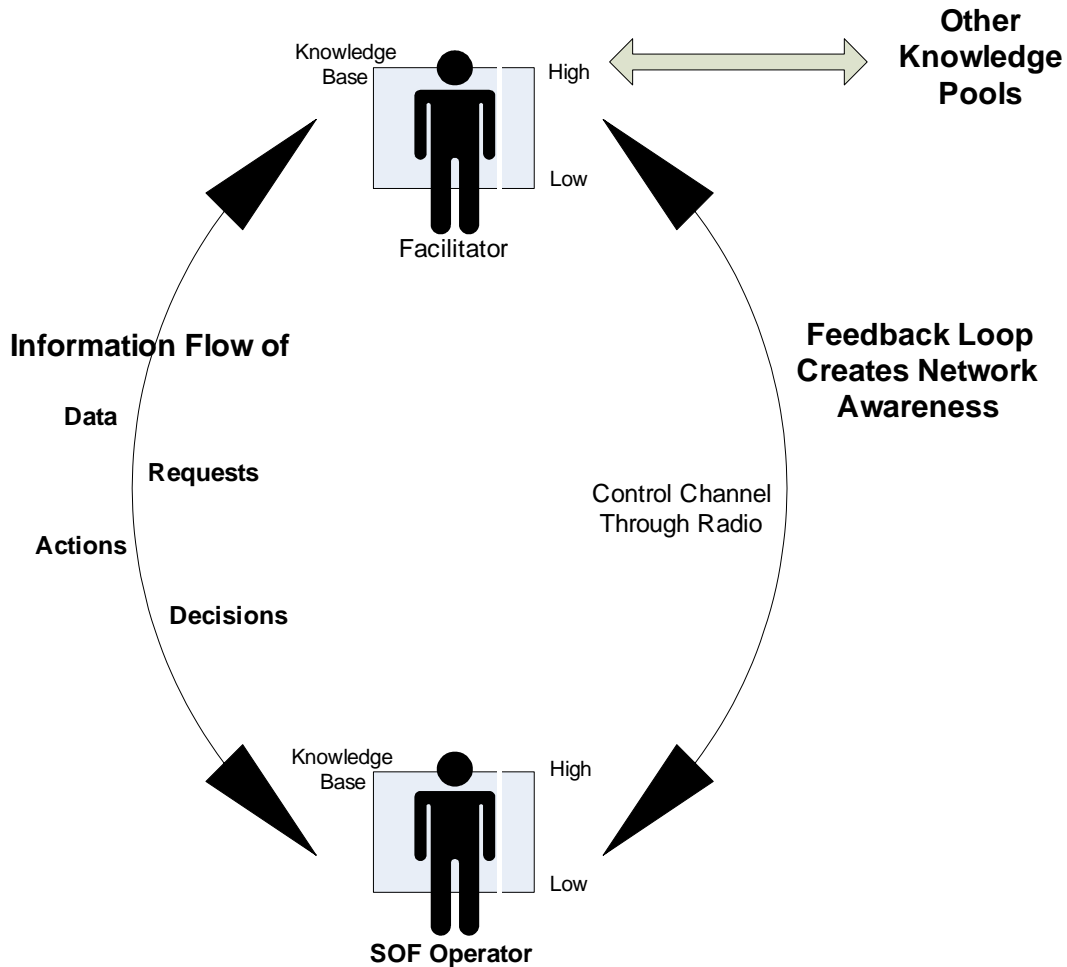 Knowledge
Base
High
Low
Facilitator
Other
Knowledge
Pools
Information Flow of
Data
Requests
Actions
Decisions
Feedback Loop
Creates Network
Awareness
Control Channel
Through Radio
Knowledge
Base
High
Low
SOF Operator